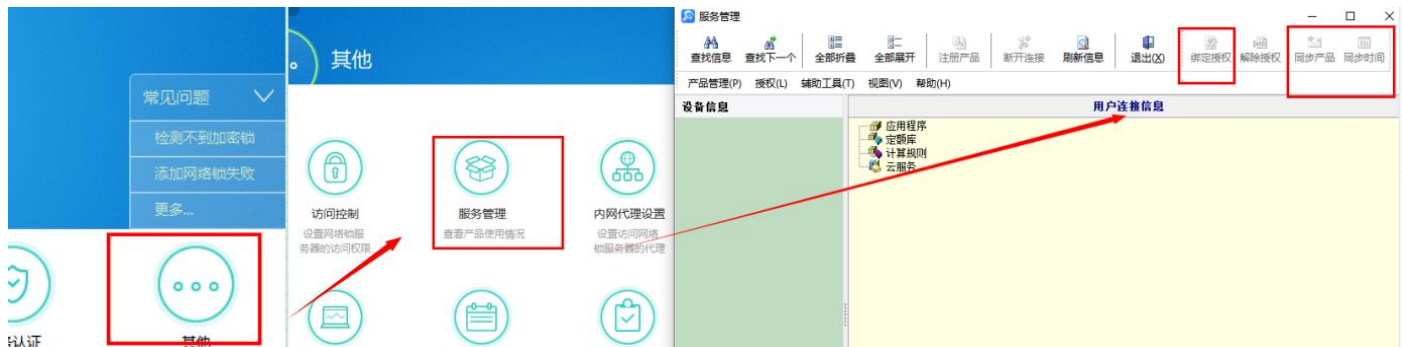 常见问题
检测不到加密锁
添加网络锁失败
更多...
其他
其他
访问控制
设置网络锁服
务器的访问权限
服务管理
查看产品使用情况
内网代理设置
设置访问网络
锁服务器的代理
服务管理
查找信息 查找下一个 全部折叠 全部展开 注册产品 断开连接 刷新信息 退出(X) 绑定授权 解除授权 同步产品 同步时间
产品管理(P) 授权(L) 辅助工具(T) 视图(V) 帮助(H)
设备信息
用户连接信息
应用程序
定额库
计算规则
云服务